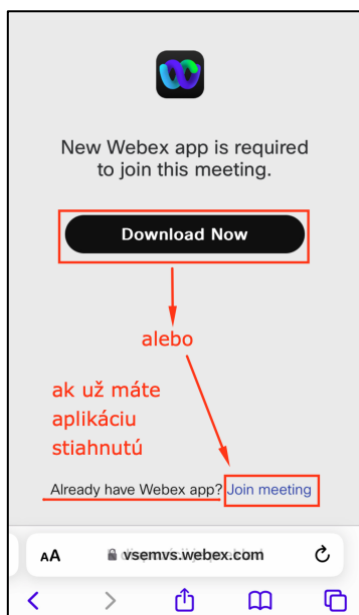 New Webex app is required
to join this meeting.
Download Now
alebo
ak už máte
aplikáciu
stiahnutú
Already have Webex app? Join meeting
AA vsemvs.webex.com